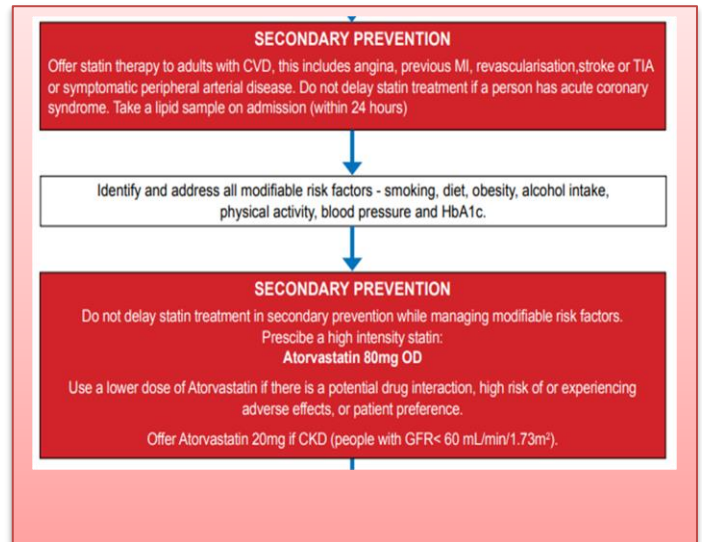 SECONDARY PREVENTION
Offer statin therapy to adults with CVD, this includes angina, previous MI, revascularisation,stroke or TIA
or symptomatic peripheral arterial disease. Do not delay statin treatment if a person has acute coronary
syndrome. Take a lipid sample on admission (within 24 hours)
Identify and address all modifiable risk factors - smoking, diet, obesity, alcohol intake,
physical activity, blood pressure and HbA1c.
SECONDARY PREVENTION
Do not delay statin treatment in secondary prevention while managing modifiable risk factors.
Prescibe a high intensity statin:
Atorvastatin 80mg OD
Use a lower dose of Atorvastatin if there is a potential drug interaction, high risk of or experiencing
adverse effects, or patient preference.
Offer Atorvastatin 20mg if CKD (people with GFR< 60 mL/min/1.73m²).